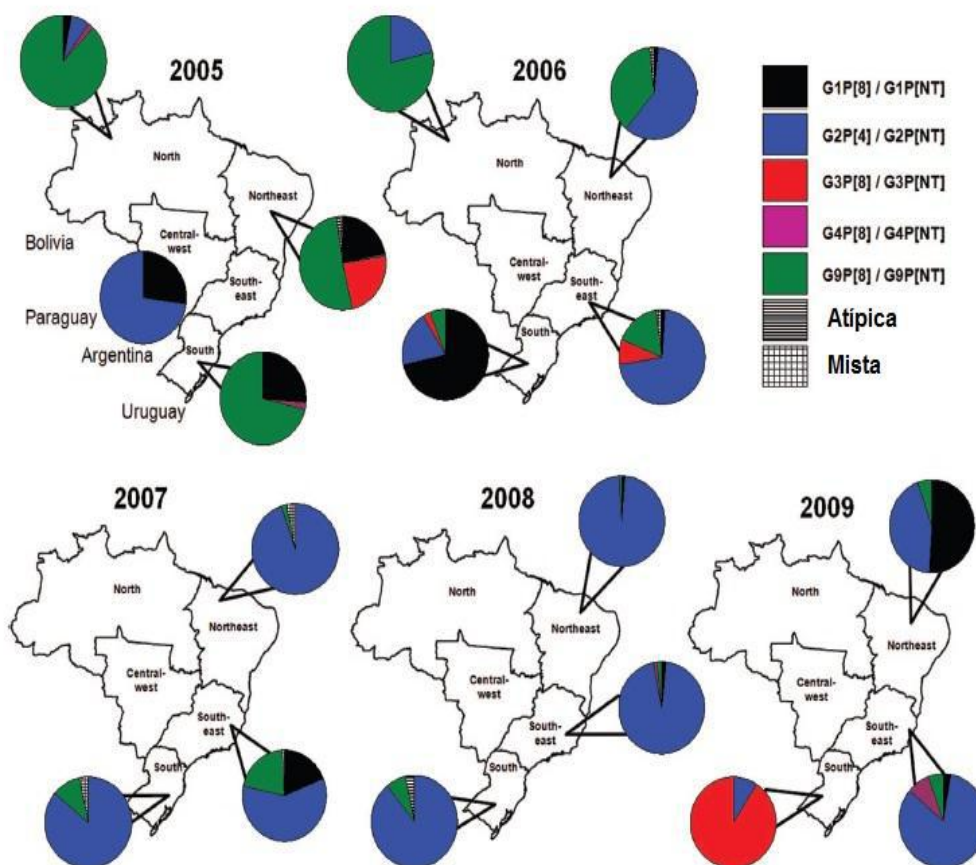 2005
North
Northeast
Central-
west
South-
east
South
Bolivia
Paraguay
Argentina
Uruguay
2006
North
Northeast
Central-
west
South-
east
South
G1P[8] / G1P[NT]
G2P[4] / G2P[NT]
G3P[8] / G3P[NT]
G4P[8] / G4P[NT]
G9P[8] / G9P[NT]
Atípica
Mista
2007
North
Northeast
Central-
west
South-
east
South
2008
North
Northeast
Central-
west
South-
east
South
2009
North
Northeast
Central-
west
South-
east
South